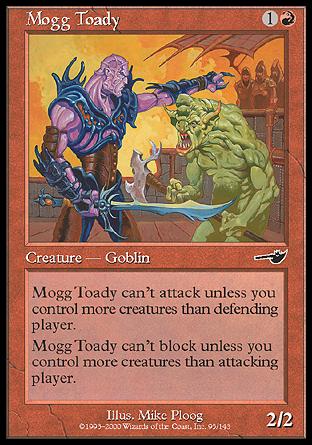 Mogg Toady 1
Creature — Goblin
Mogg Toady can't attack unless you
control more creatures than defending
player.
Mogg Toady can't block unless you
control more creatures than attacking
player.
Illus. Mike Ploog
©1993-2000 Wizards of the Coast, Inc. 95/143
2/2